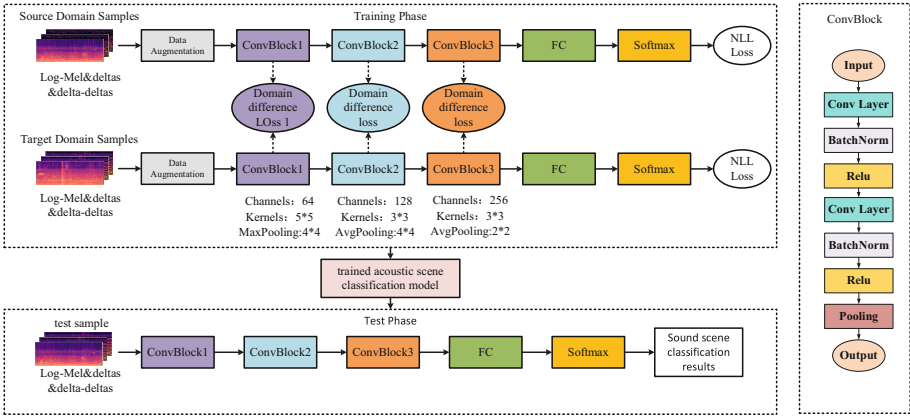 Source Domain Samples
Training Phase
Data
Augmentation
ConvBlock1
ConvBlock2
ConvBlock3
FC
Softmax
NLL
Loss
Log-Mel&deltas
&delta-deltas
Domain
difference
LOss 1
Domain
difference
loss
Domain
difference
loss
Target Domain Samples
Data
Augmentation
ConvBlock1
ConvBlock2
ConvBlock3
FC
Softmax
NLL
Loss
Log-Mel&deltas
&delta-deltas
Channels：64
Kernels：5*5
MaxPooling:4*4
Channels：128
Kernels：3*3
AvgPooling:4*4
Channels：256
Kernels：3*3
AvgPooling:2*2
trained acoustic scene
classification model
Test Phase
test sample
ConvBlock1
ConvBlock2
ConvBlock3
FC
Softmax
Sound scene
classification
results
Log-Mel&deltas
&delta-deltas
ConvBlock
Input
Conv Layer
BatchNorm
Relu
Conv Layer
BatchNorm
Relu
Pooling
Output